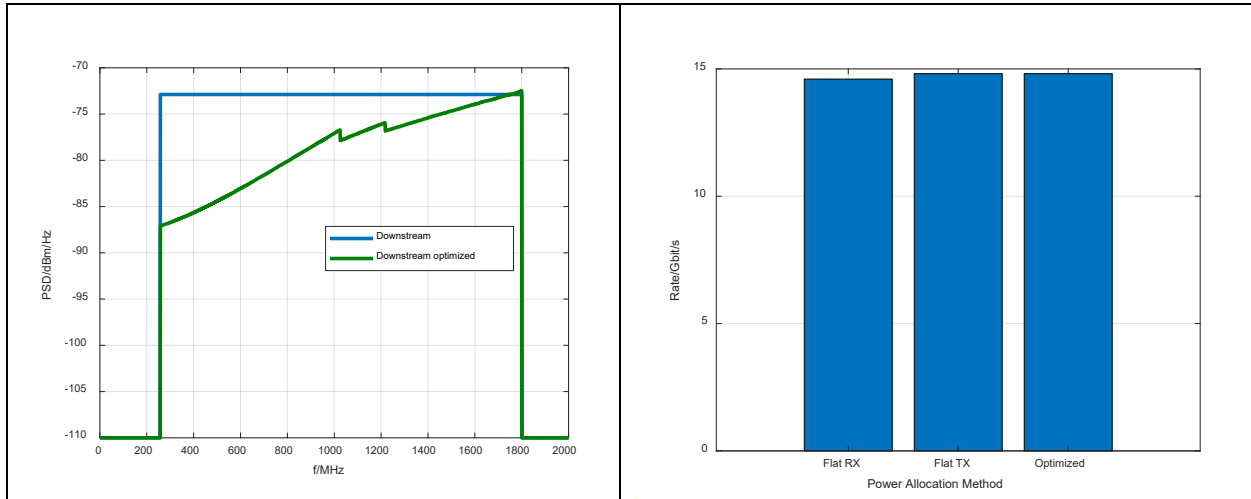 -70
-75
-80
-85
-90
-95
-100
-105
-110
PSD/dBm/Hz
Downstream
Downstream optimized
0 200 400 600 800 1000 1200 1400 1600 1800 2000
f/MHz
15
10
5
0
Rate/Gbit/s
Flat RX Flat TX Optimized
Power Allocation Method